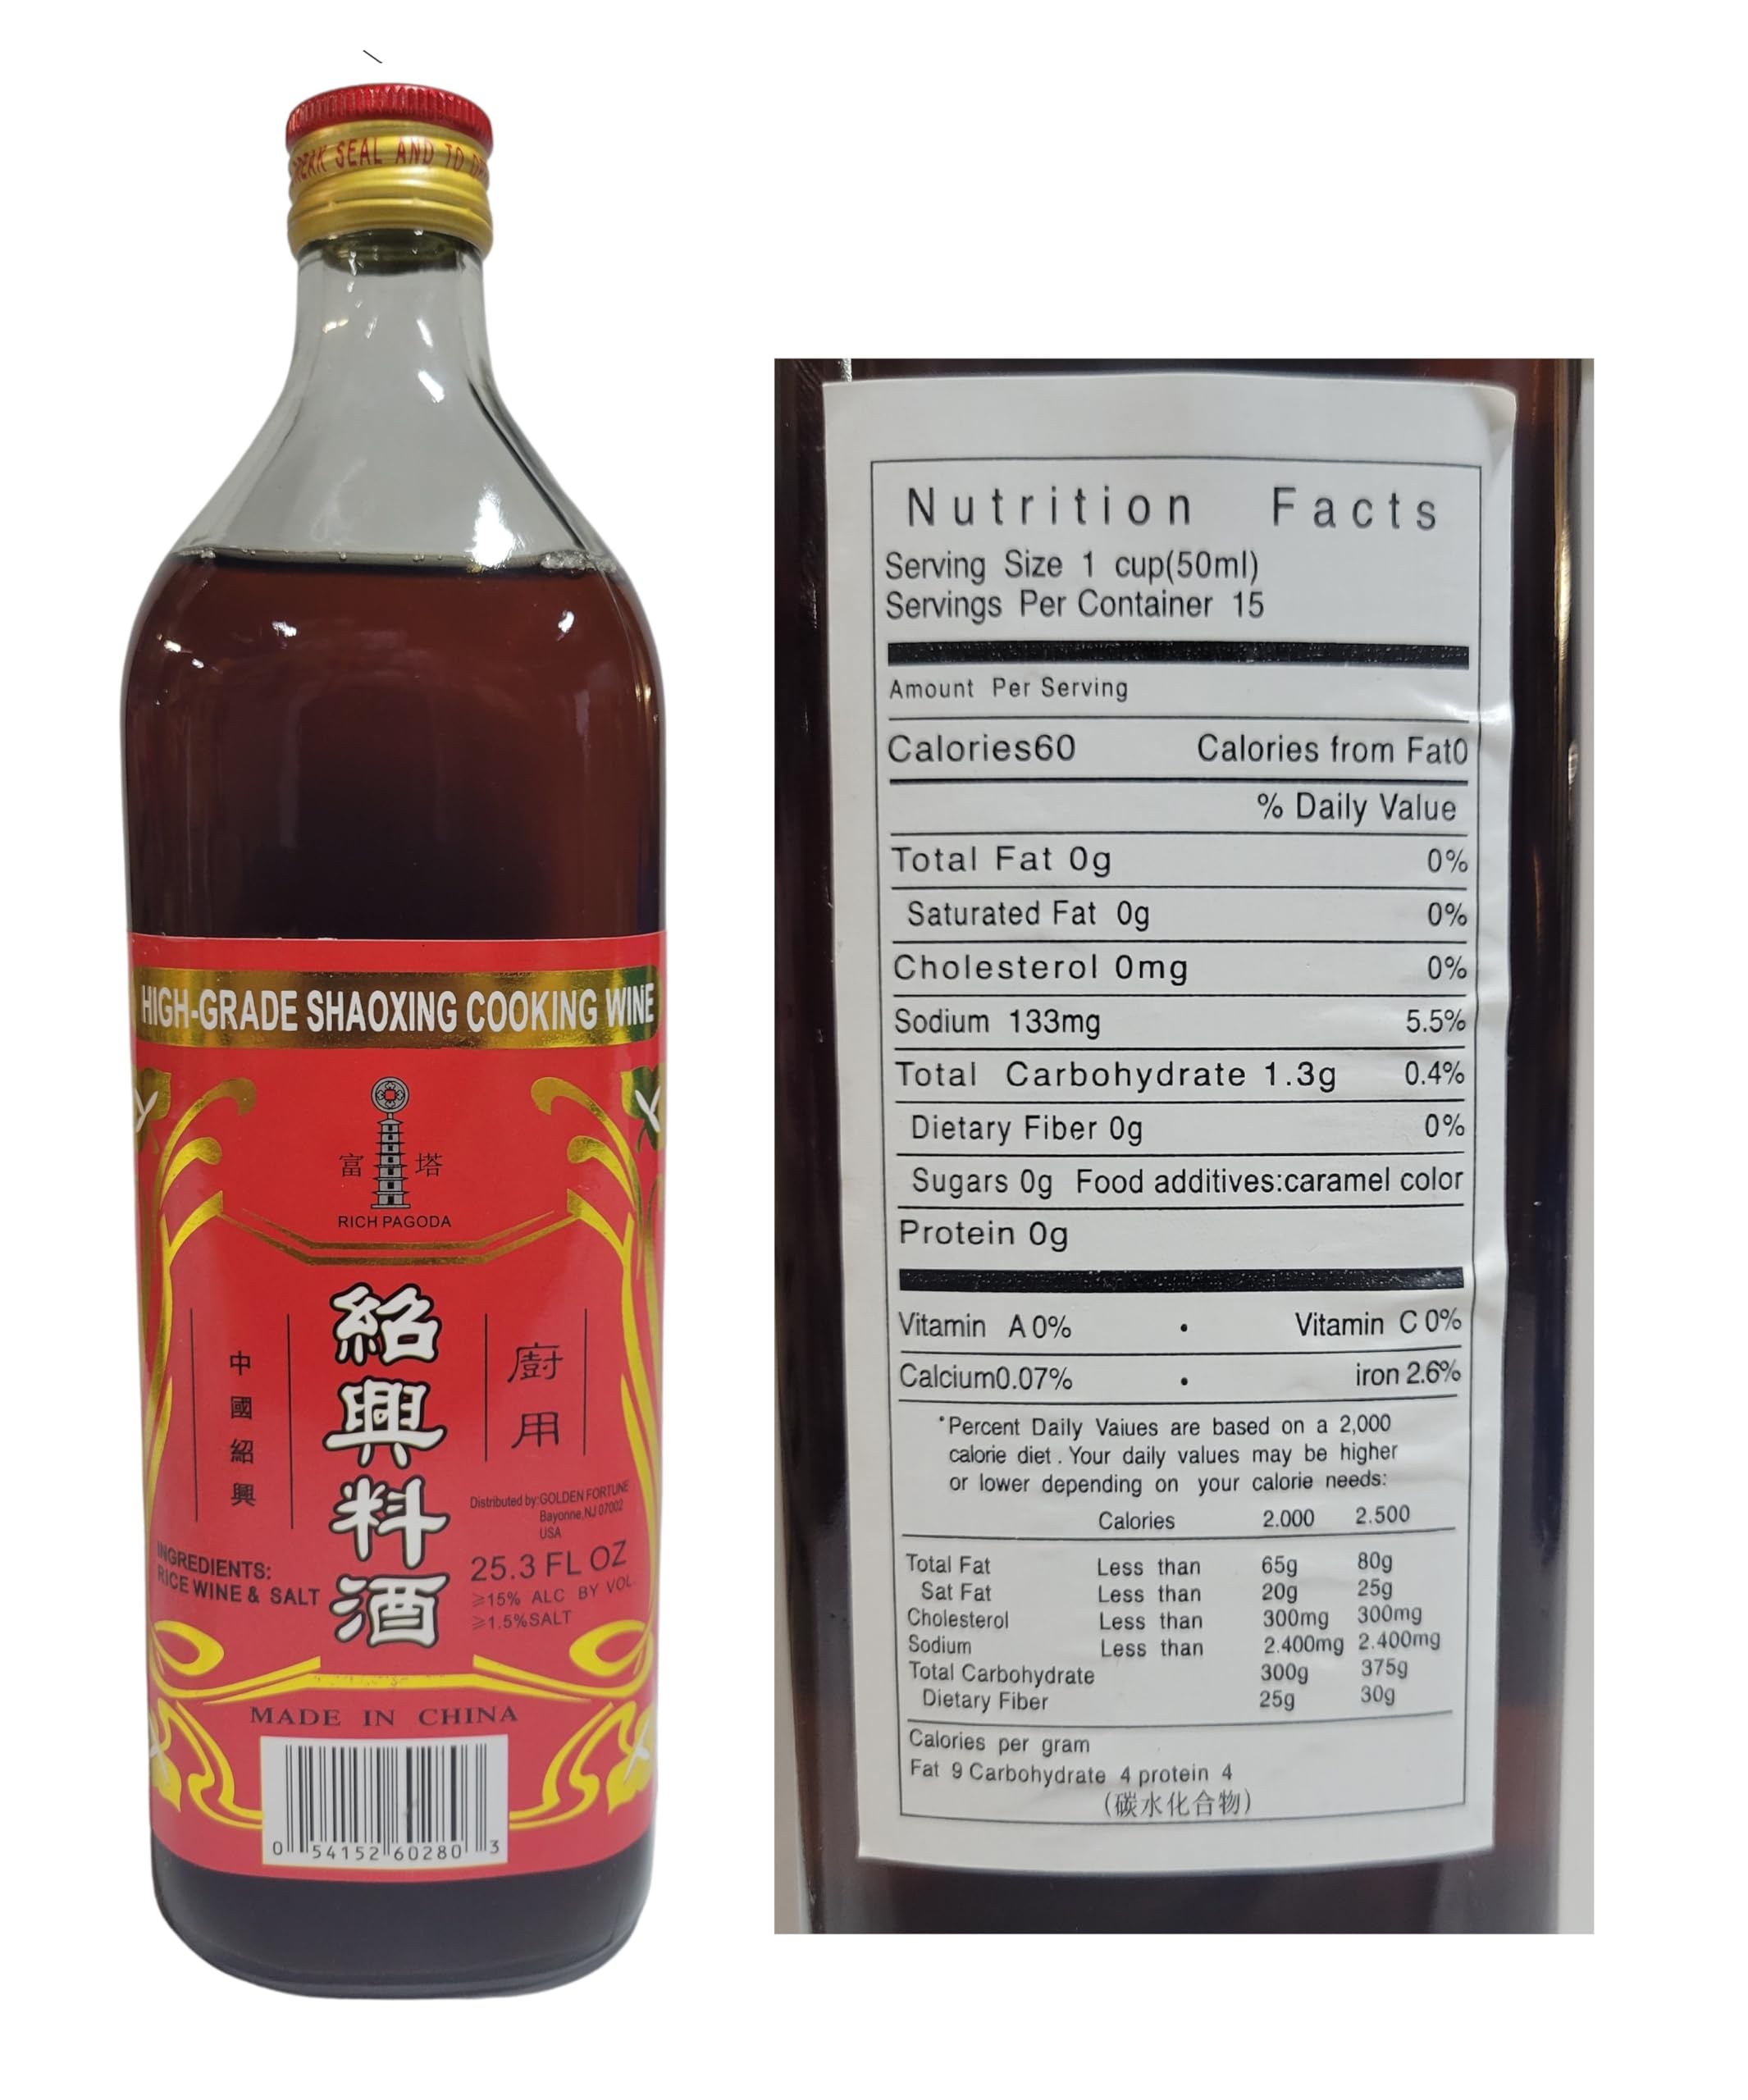 REAK SEAL AND TO OP
HIGH-GRADE SHAOXING COOKING WINE
富 塔
RICH PAGODA
紹興料酒
廚用
中國紹興
Distributed by:GOLDEN FORTUNE
Bayonne,NJ 07002
USA
INGREDIENTS:
RICE WINE & SALT
25.3 FL OZ
≥15% ALC BY VOL.
≥1.5%SALT
MADE IN CHINA
0 54152 60280 3
Nutrition Facts
Serving Size 1 cup(50ml)
Servings Per Container 15
Amount Per Serving
Calories60 Calories from Fat0
% Daily Value
Total Fat 0g 0%
Saturated Fat 0g 0%
Cholesterol 0mg 0%
Sodium 133mg 5.5%
Total Carbohydrate 1.3g 0.4%
Dietary Fiber 0g 0%
Sugars 0g Food additives:caramel color
Protein 0g
Vitamin A 0% • Vitamin C 0%
Calcium0.07% • iron 2.6%
*Percent Daily Vaiues are based on a 2,000
calorie diet . Your daily values may be higher
or lower depending on your calorie needs:
Calories 2.000 2.500
Total Fat Less than 65g 80g
Sat Fat Less than 20g 25g
Cholesterol Less than 300mg 300mg
Sodium Less than 2.400mg 2.400mg
Total Carbohydrate 300g 375g
Dietary Fiber 25g 30g
Calories per gram
Fat 9 Carbohydrate 4 protein 4
(碳水化合物)